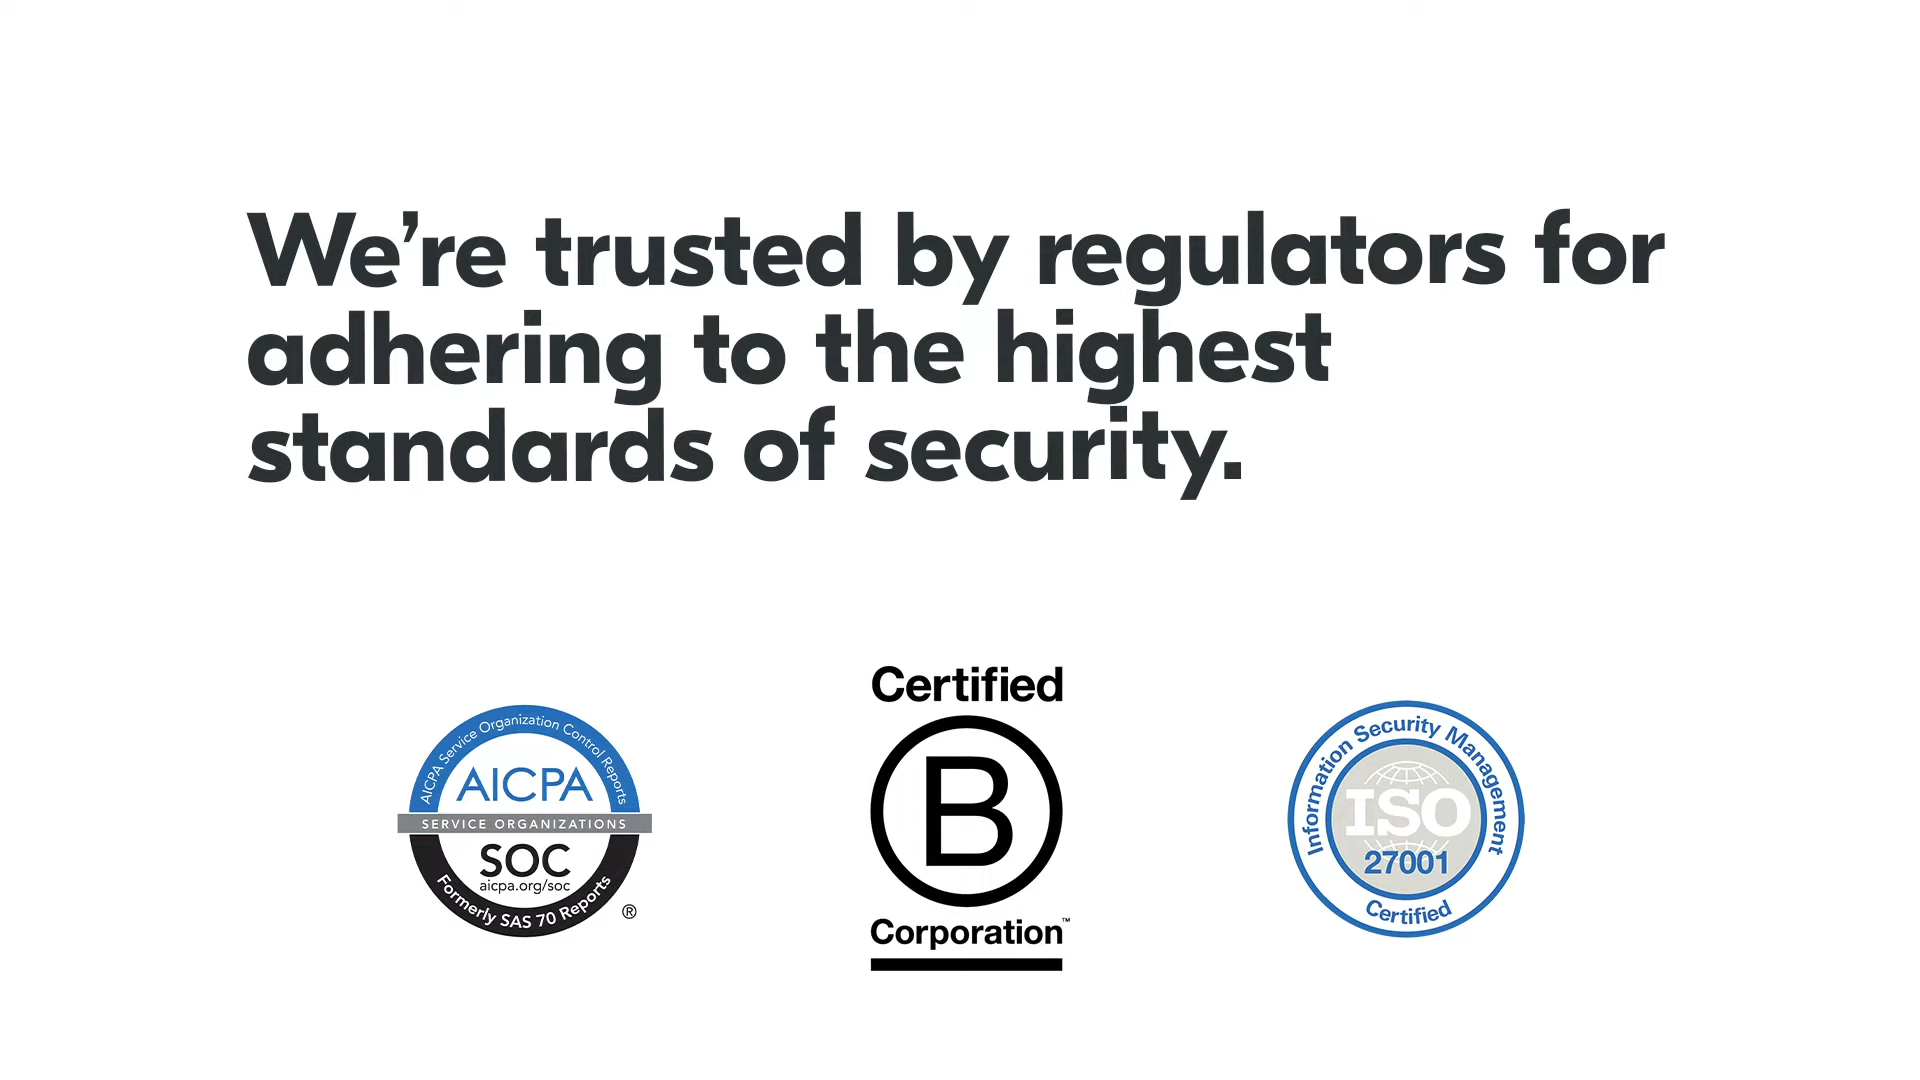 We're trusted by regulators for
adhering to the highest
standards of security.
AICPA Service Organization Control Reports
AICPA
SERVICE ORGANIZATIONS
SOC
aicpa.org/soc
Formerly SAS 70 Reports
®
Certified
B
Corporation™
Information Security Management
ISO
27001
Certified